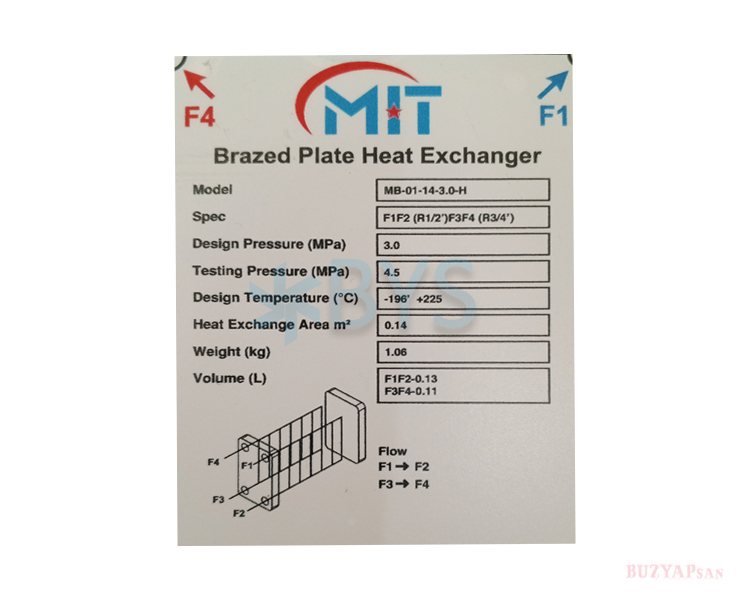 F4
MIT
F1
Brazed Plate Heat Exchanger
Model MB-01-14-3.0-H
Spec F1F2 (R1/2')F3F4 (R3/4')
Design Pressure (MPa) 3.0
Testing Pressure (MPa) 4.5
Design Temperature (°C) -196' +225
Heat Exchange Area m² 0.14
Weight (kg) 1.06
Volume (L) F1F2-0.13
F3F4-0.11
BYS
F4
F1
F3
F2
Flow
F1→ F2
F3→ F4
BUZYAPSAN